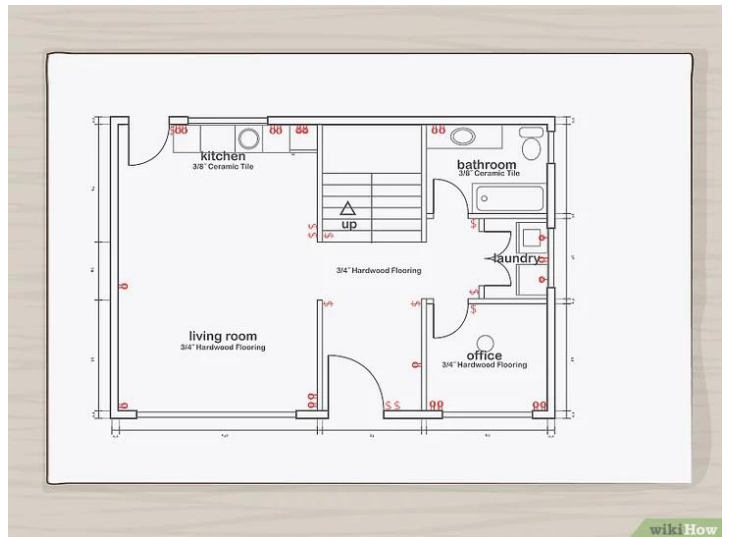 kitchen
3/8" Ceramic Tile
bathroom
3/8" Ceramic Tile
up
laundry
3/4" Hardwood Flooring
living room
3/4" Hardwood Flooring
office
3/4" Hardwood Flooring
wikiHow